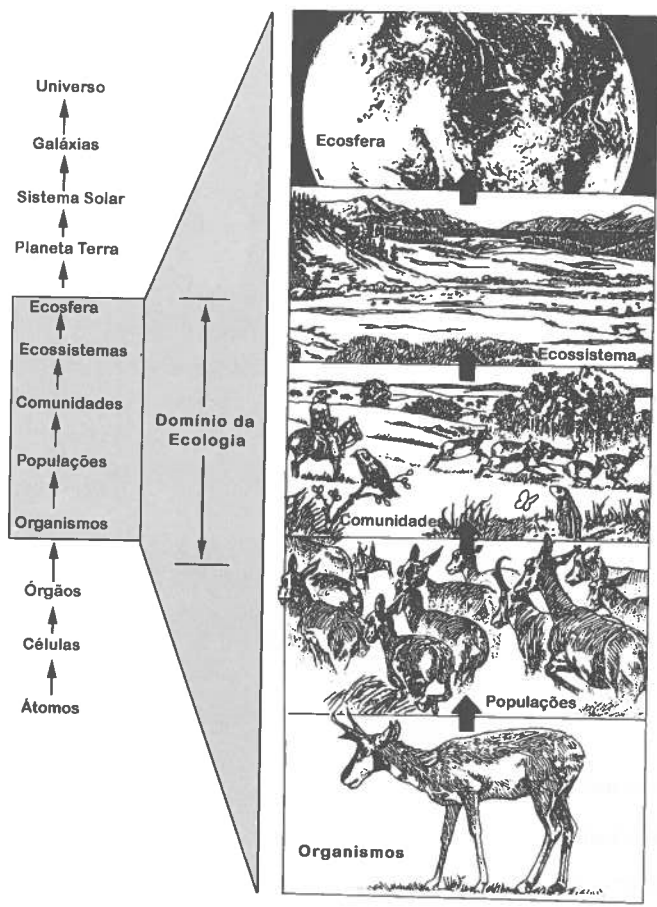 Universo
Galáxias
Sistema Solar
Planeta Terra
Ecosfera
Ecossistemas
Comunidades
Populações
Organismos
Órgãos
Células
Átomos
Domínio da
Ecologia
Ecosfera
Ecossistema
Comunidades
Populações
Organismos